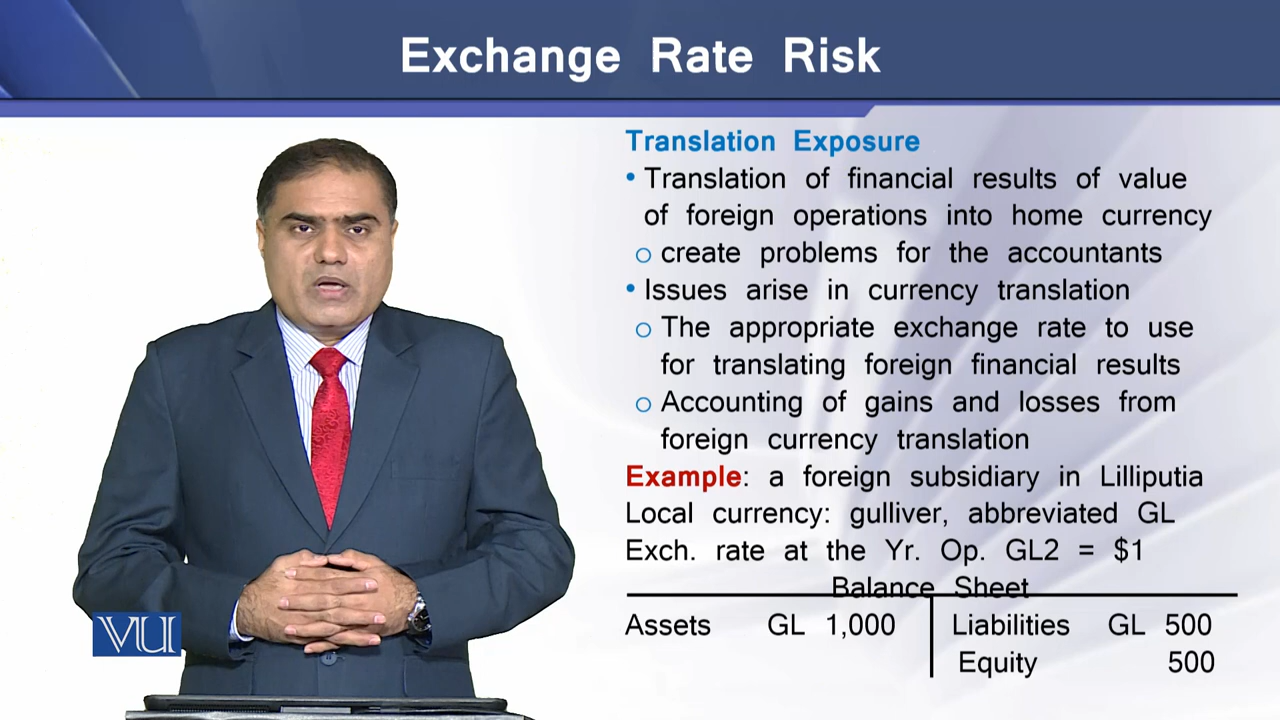 Exchange Rate Risk
Translation Exposure
• Translation of financial results of value
of foreign operations into home currency
o create problems for the accountants
• Issues arise in currency translation
o The appropriate exchange rate to use
for translating foreign financial results
o Accounting of gains and losses from
foreign currency translation
Example: a foreign subsidiary in Lilliputia
Local currency: gulliver, abbreviated GL
Exch. rate at the Yr. Op. GL2 = $1
Balance Sheet
Assets GL 1,000 Liabilities GL 500
Equity 500
VU